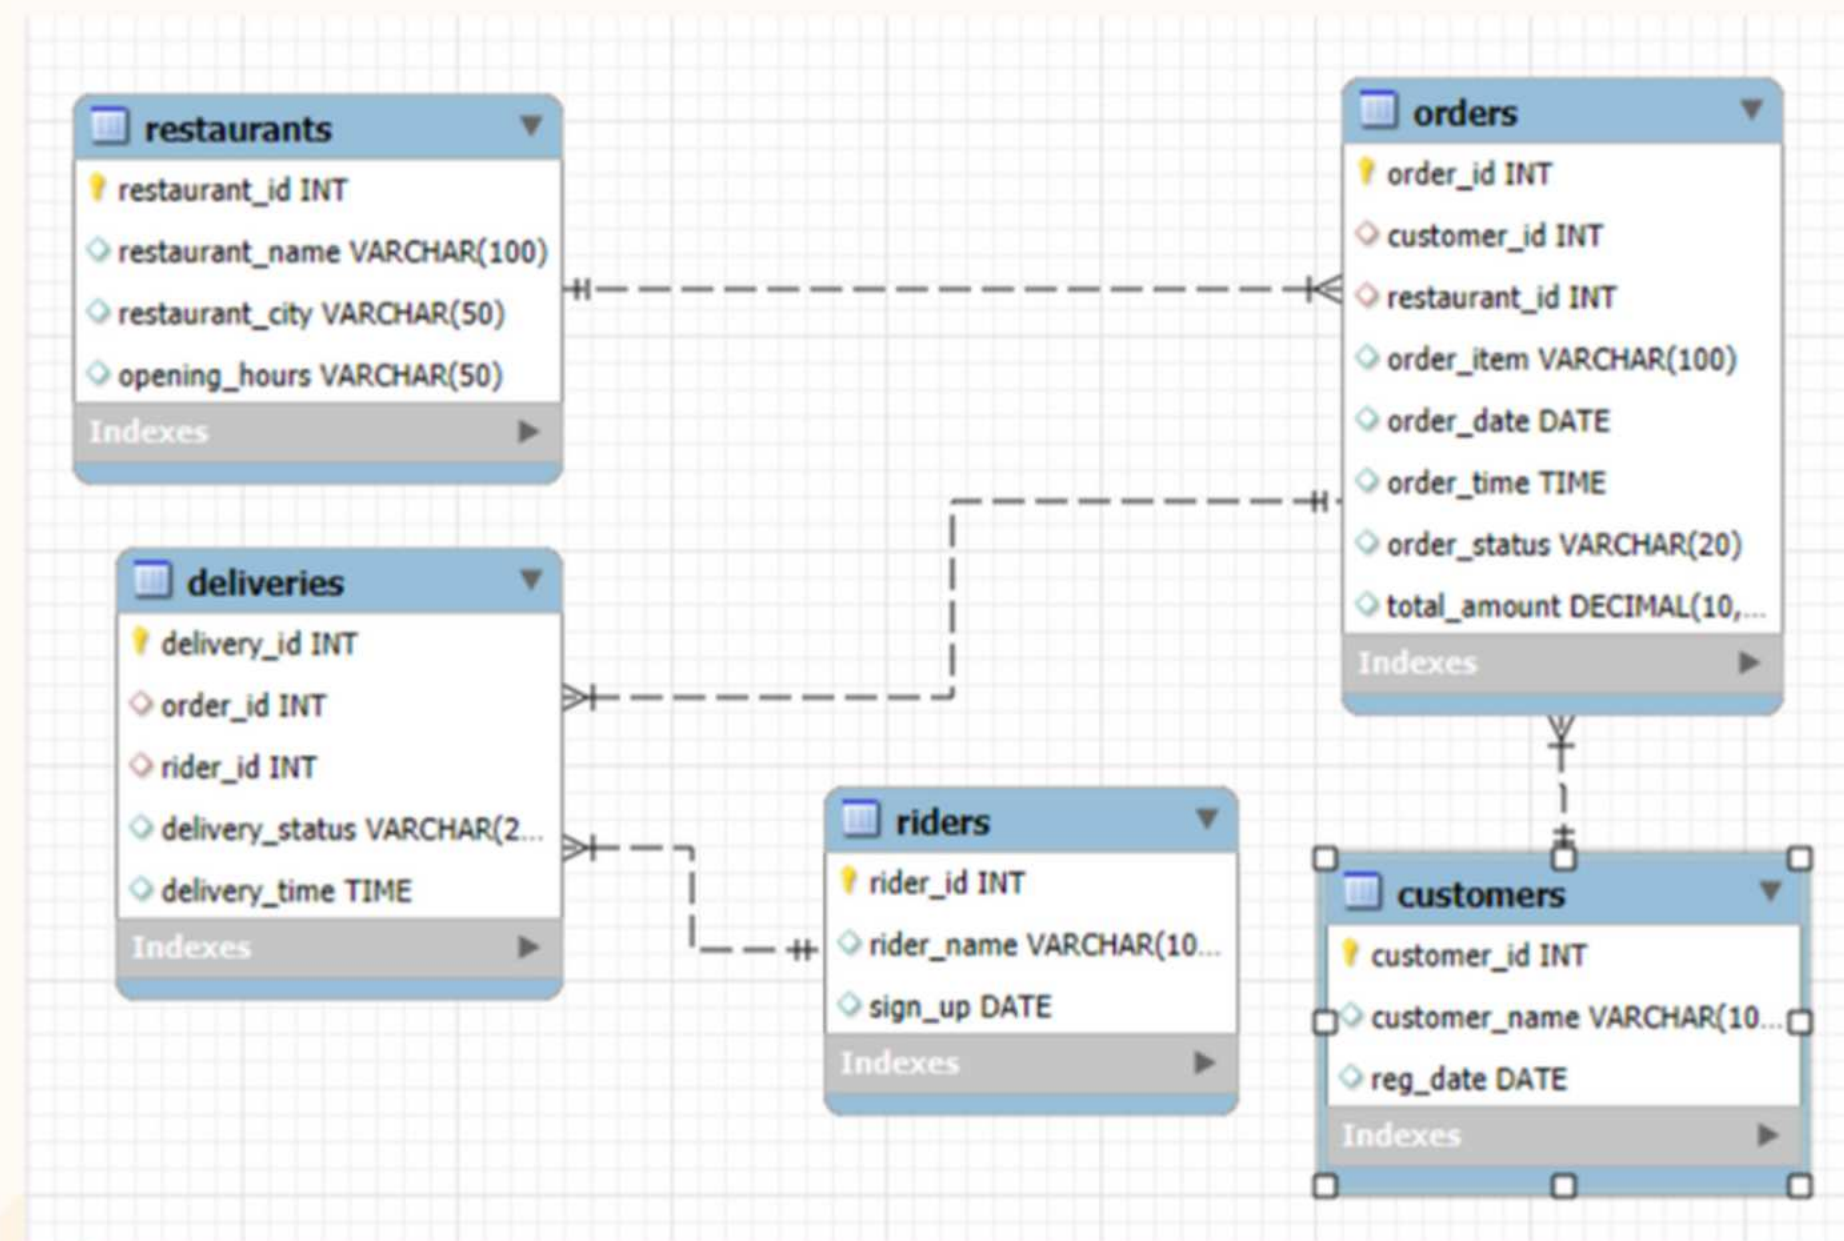 restaurants
restaurant_id INT
restaurant_name VARCHAR(100)
restaurant_city VARCHAR(50)
opening_hours VARCHAR(50)
Indexes
orders
order_id INT
customer_id INT
restaurant_id INT
order_item VARCHAR(100)
order_date DATE
order_time TIME
order_status VARCHAR(20)
total_amount DECIMAL(10,...
Indexes
deliveries
delivery_id INT
order_id INT
rider_id INT
delivery_status VARCHAR(2...
delivery_time TIME
Indexes
riders
rider_id INT
rider_name VARCHAR(10...
sign_up DATE
Indexes
customers
customer_id INT
customer_name VARCHAR(10...
reg_date DATE
Indexes